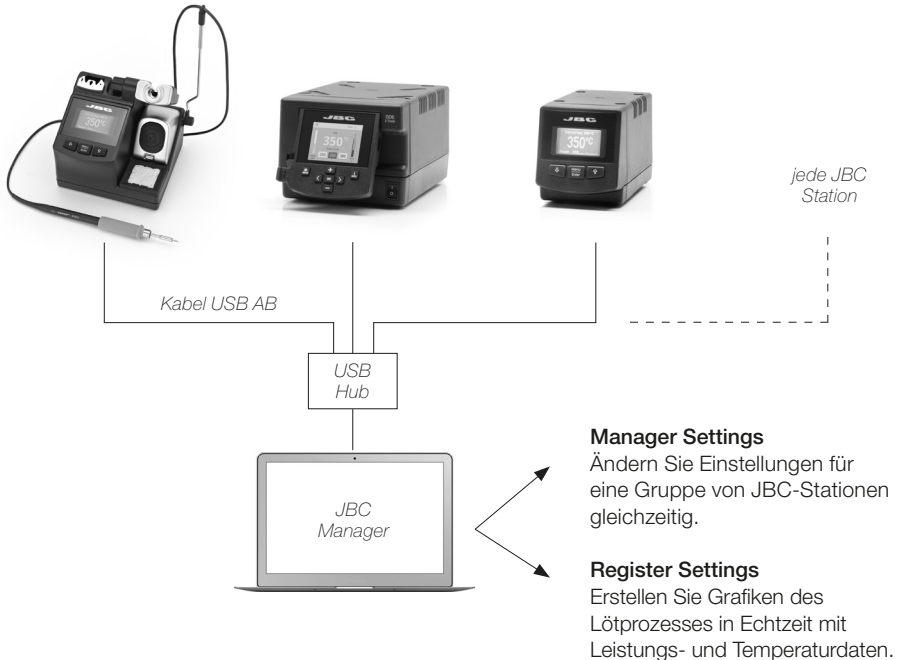 JBC
350°C
JBC
SDE
350°C
JBC
350°C
jede JBC
Station
Kabel USB AB
USB
Hub
JBC
Manager
Manager Settings
Ändern Sie Einstellungen für
eine Gruppe von JBC-Stationen
gleichzeitig.
Register Settings
Erstellen Sie Grafiken des
Lötprozesses in Echtzeit mit
Leistungs- und Temperaturdaten.